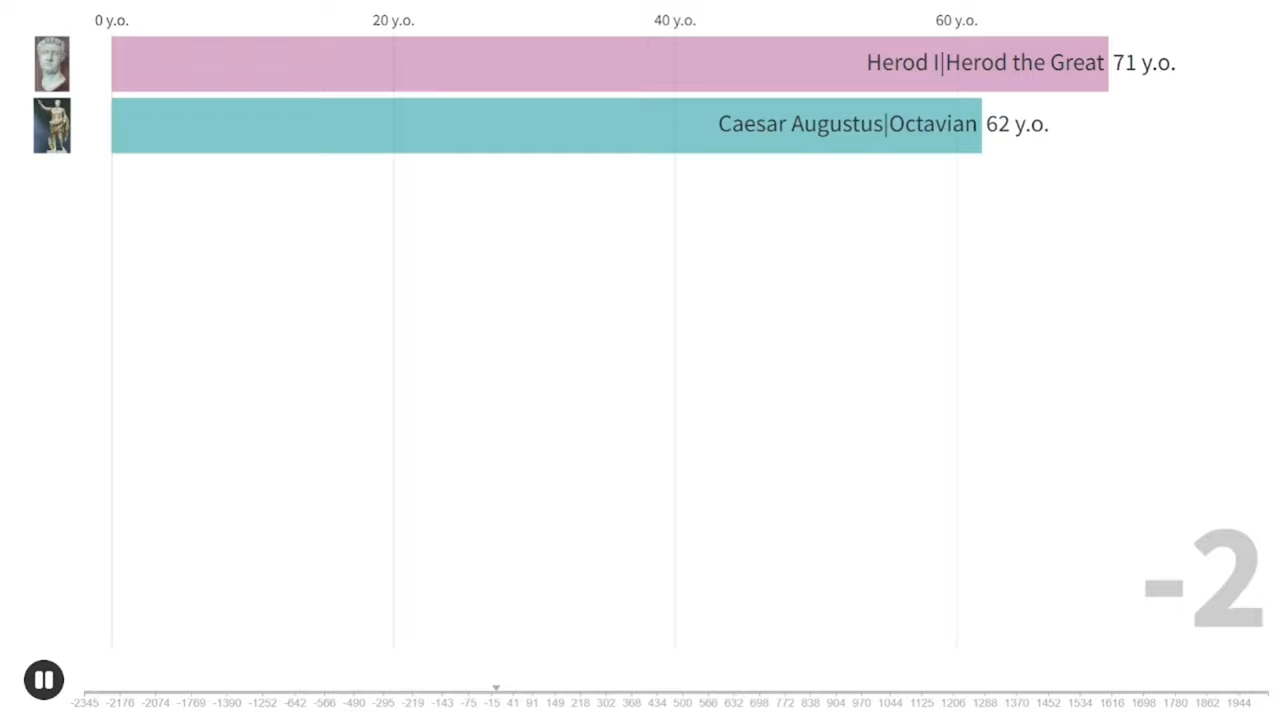 0 y.o. 20 y.o. 40 y.o. 60 y.o.
Herod I|Herod the Great 71 y.o.
Caesar Augustus|Octavian 62 y.o.
-2
-2345 -2176 -2074 -1769 -1390 -1252 -642 -566 -490 -295 -219 -143 -75 -15 41 91 149 218 302 368 434 500 566 632 698 772 838 904 970 1044 1125 1206 1288 1370 1452 1534 1616 1698 1780 1862 1944